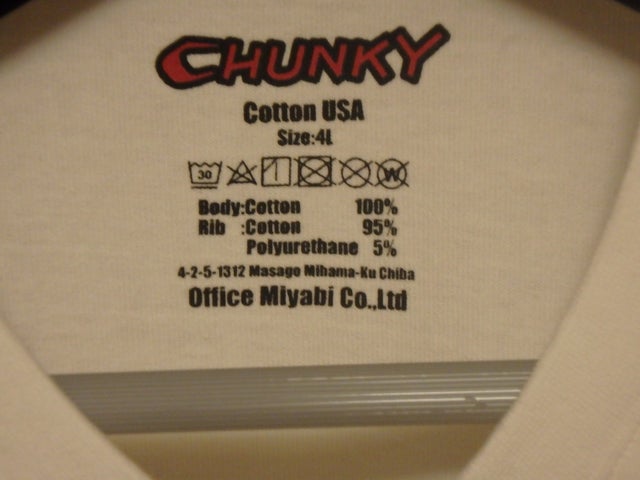 CHUNKY
Cotton USA
Size:4L
30 W
Body:Cotton 100%
Rib :Cotton 95%
Polyurethane 5%
4-2-5-1312 Masago Mihama-Ku Chiba
Office Miyabi Co.,Ltd